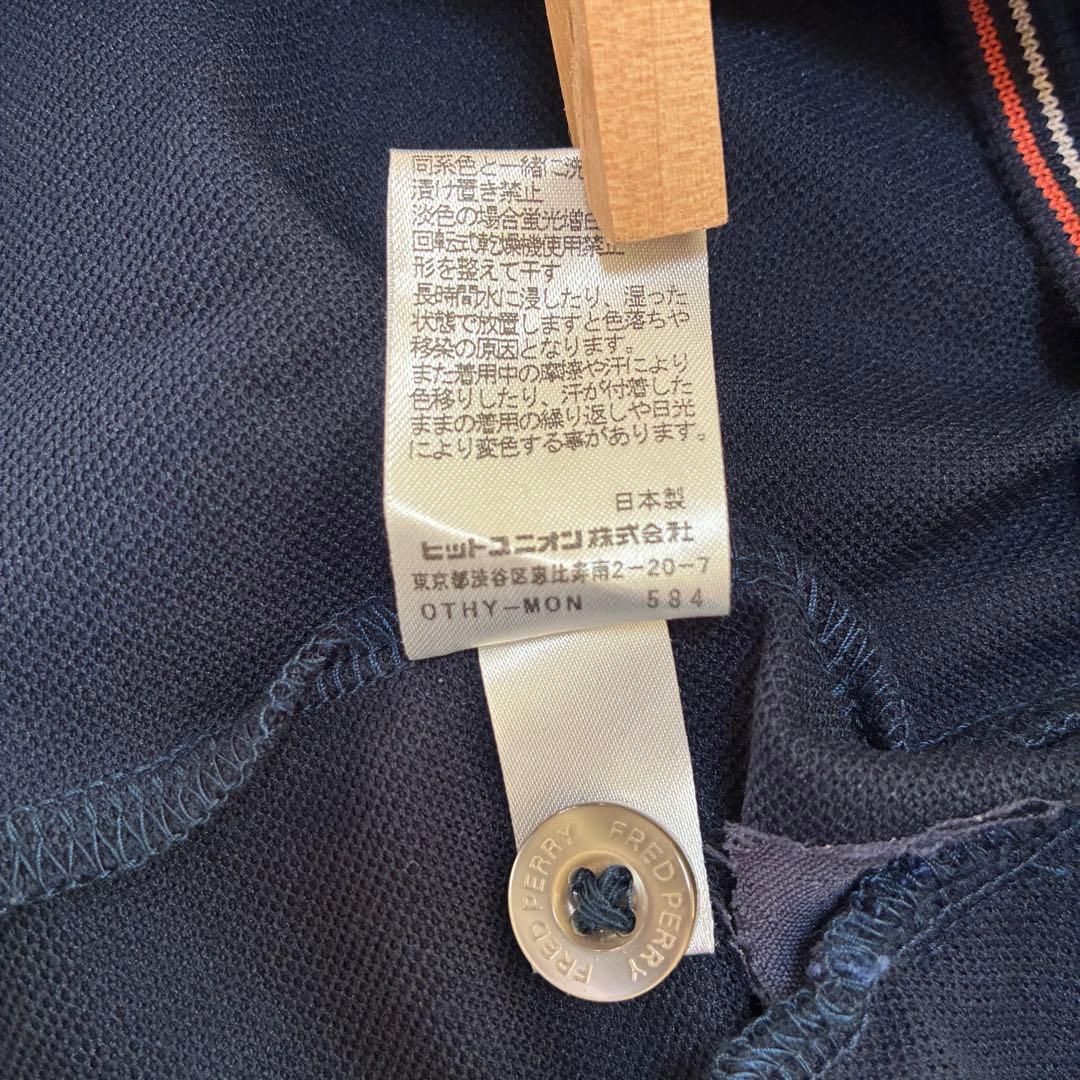 同系色と一緒に洗
漬け置き禁止
淡色の場合蛍光増白
回転式乾燥機使用禁止
形を整えて干す
長時間水に浸したり、湿った
状態で放置しますと色落ちや
移染の原因となります。
また着用中の摩擦や汗により
色移りしたり、汗が付着した
ままの着用の繰り返しや日光
により変色する事があります。
日本製
ヒットユニオン株式会社
東京都渋谷区恵比寿南2-20-7
OTHY-MON 584
FRED PERRY FRED PERRY